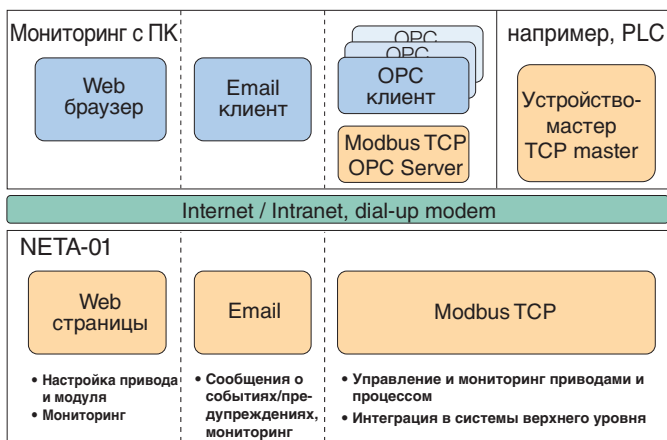 Мониторинг с ПК
например, PLC
Web
браузер
Email
клиент
OPC
OPC
OPC
клиент
Modbus TCP
OPC Server
Устройство-
мастер
TCP master
Internet / Intranet, dial-up modem
NETA-01
Web
страницы
Email
Modbus TCP
• Настройка привода
и модуля
• Мониторинг
• Сообщения о
событиях/пре-
дупреждениях,
мониторинг
• Управление и мониторинг приводами и
процессом
• Интеграция в системы верхнего уровня